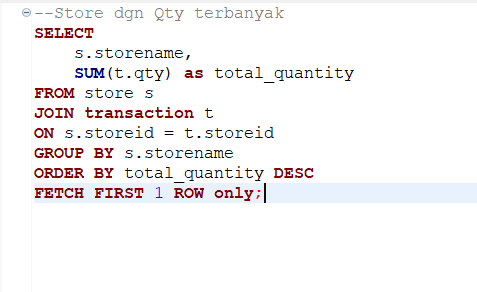 --Store dgn Qty terbanyak
SELECT
    s.storename,
    SUM(t.qty) as total_quantity
FROM store s
JOIN transaction t
ON s.storeid = t.storeid
GROUP BY s.storename
ORDER BY total_quantity DESC
FETCH FIRST 1 ROW only;